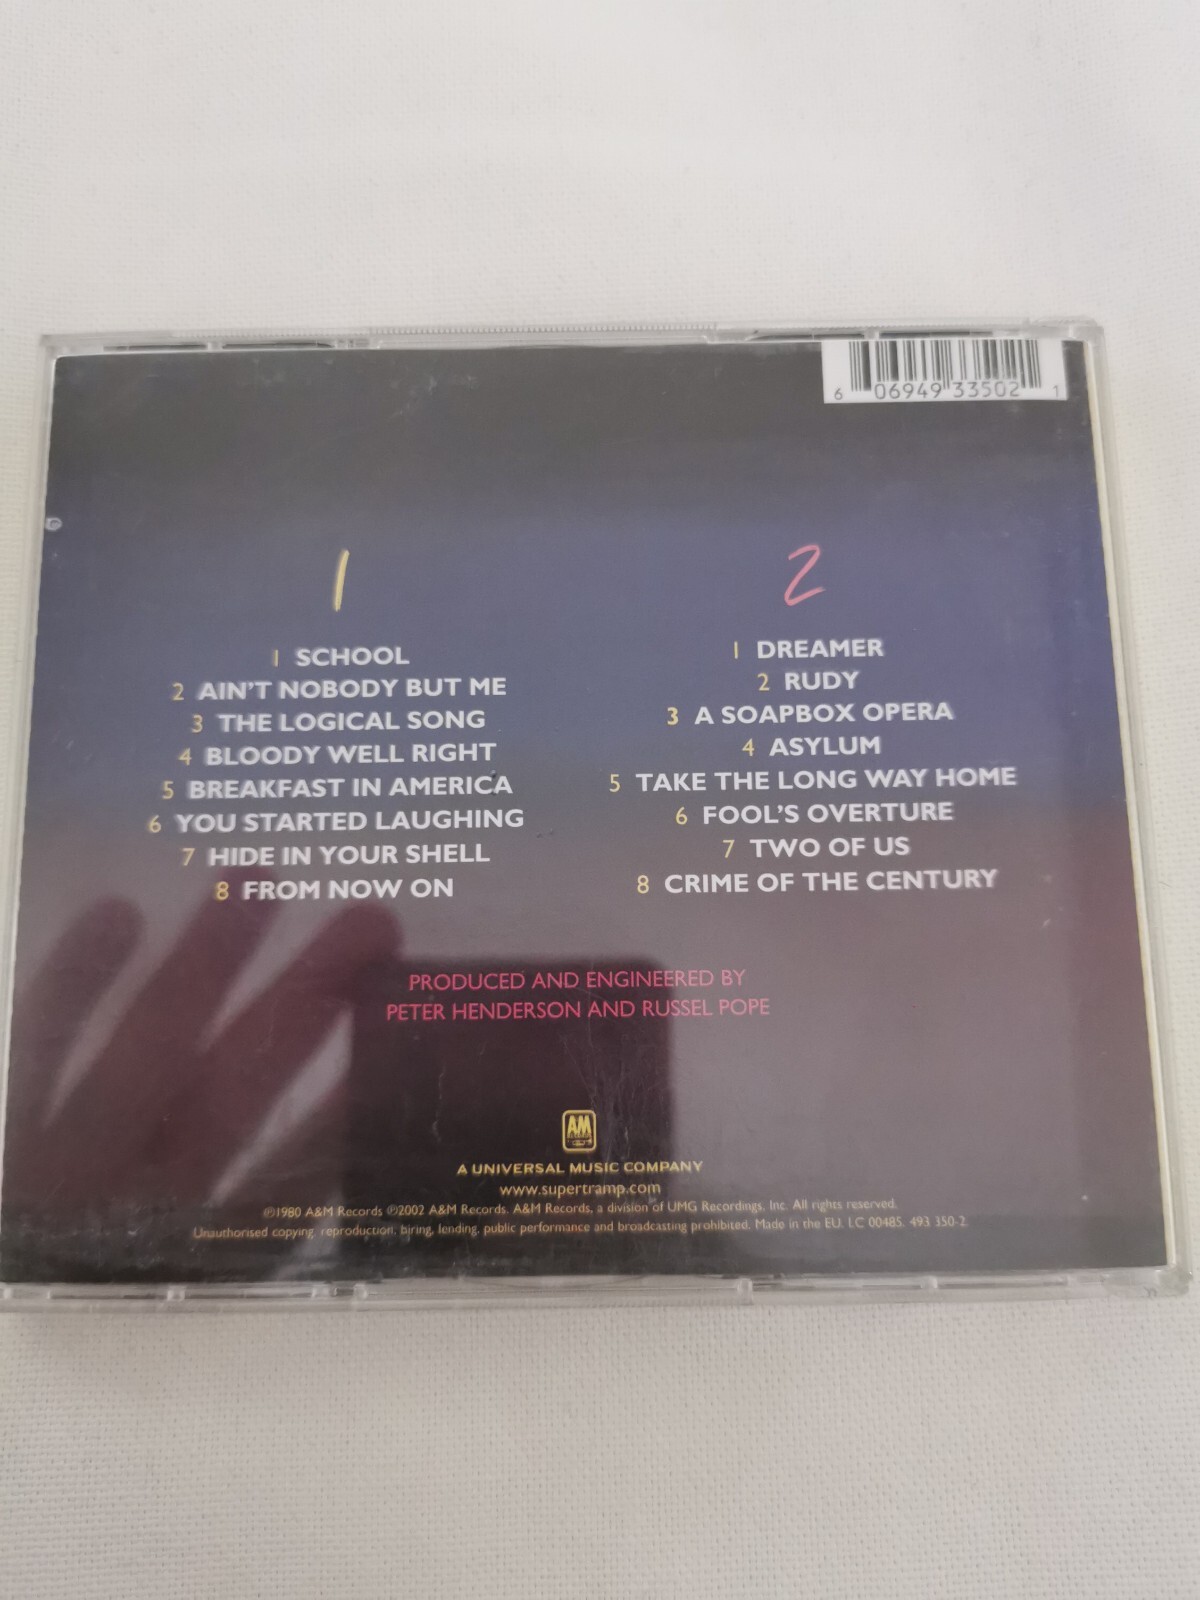 6 06949 33502 1
1
1 SCHOOL
2 AIN'T NOBODY BUT ME
3 THE LOGICAL SONG
4 BLOODY WELL RIGHT
5 BREAKFAST IN AMERICA
6 YOU STARTED LAUGHING
7 HIDE IN YOUR SHELL
8 FROM NOW ON
2
1 DREAMER
2 RUDY
3 A SOAPBOX OPERA
4 ASYLUM
5 TAKE THE LONG WAY HOME
6 FOOL'S OVERTURE
7 TWO OF US
8 CRIME OF THE CENTURY
PRODUCED AND ENGINEERED BY
PETER HENDERSON AND RUSSEL POPE
AM
A UNIVERSAL MUSIC COMPANY
www.supertramp.com
℗1980 A&M Records ℗2002 A&M Records. A&M Records, a division of UMG Recordings, Inc. All rights reserved.
Unauthorised copying, reproduction, hiring, lending, public performance and broadcasting prohibited. Made in the EU. LC 00485. 493 350-2